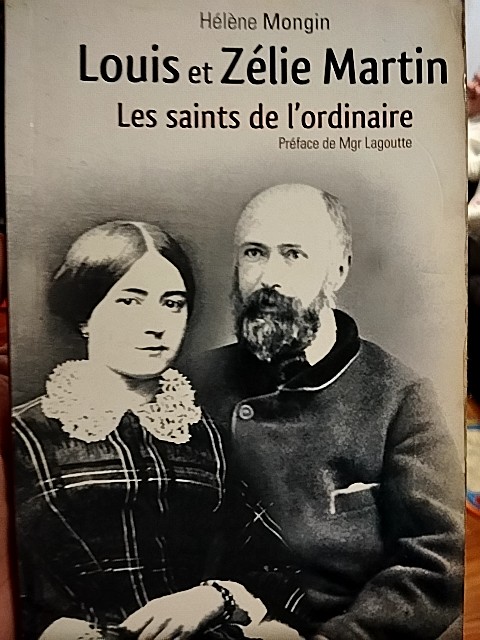 Hélène Mongin
Louis et Zélie Martin
Les saints de l'ordinaire
Préface de Mgr Lagoutte